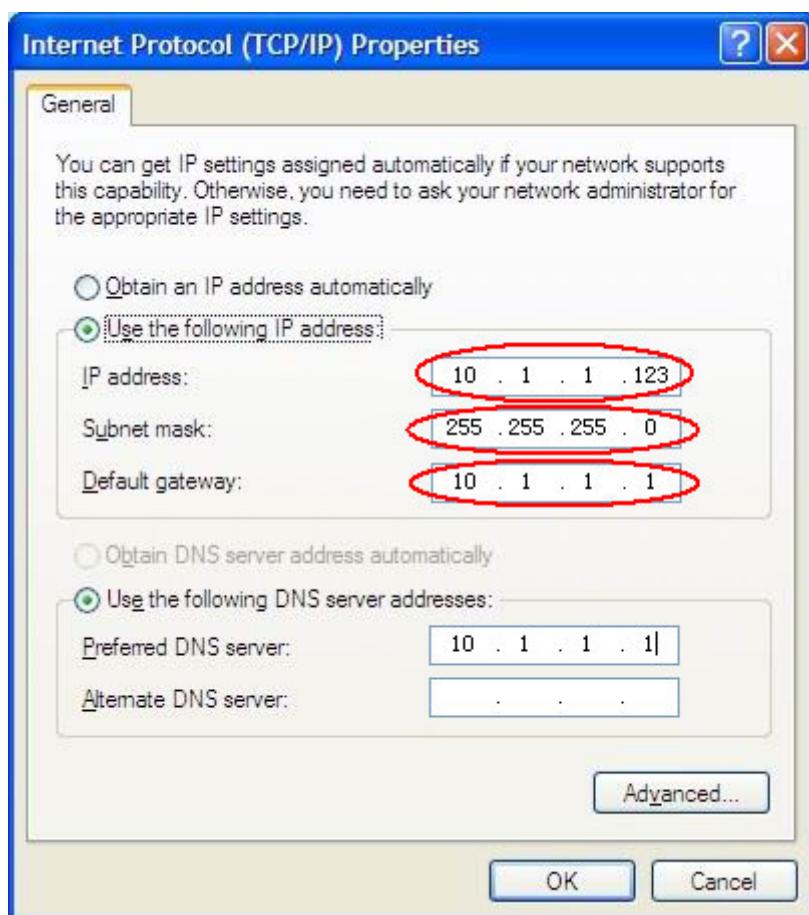 Internet Protocol (TCP/IP) Properties
General
You can get IP settings assigned automatically if your network supports
this capability. Otherwise, you need to ask your network administrator for
the appropriate IP settings.
Obtain an IP address automatically
Use the following IP address:
IP address: 10 . 1 . 1 . 123
Subnet mask: 255 . 255 . 255 . 0
Default gateway: 10 . 1 . 1 . 1
Obtain DNS server address automatically
Use the following DNS server addresses:
Preferred DNS server: 10 . 1 . 1 . 1
Alternate DNS server: . . .
Advanced...
OK Cancel